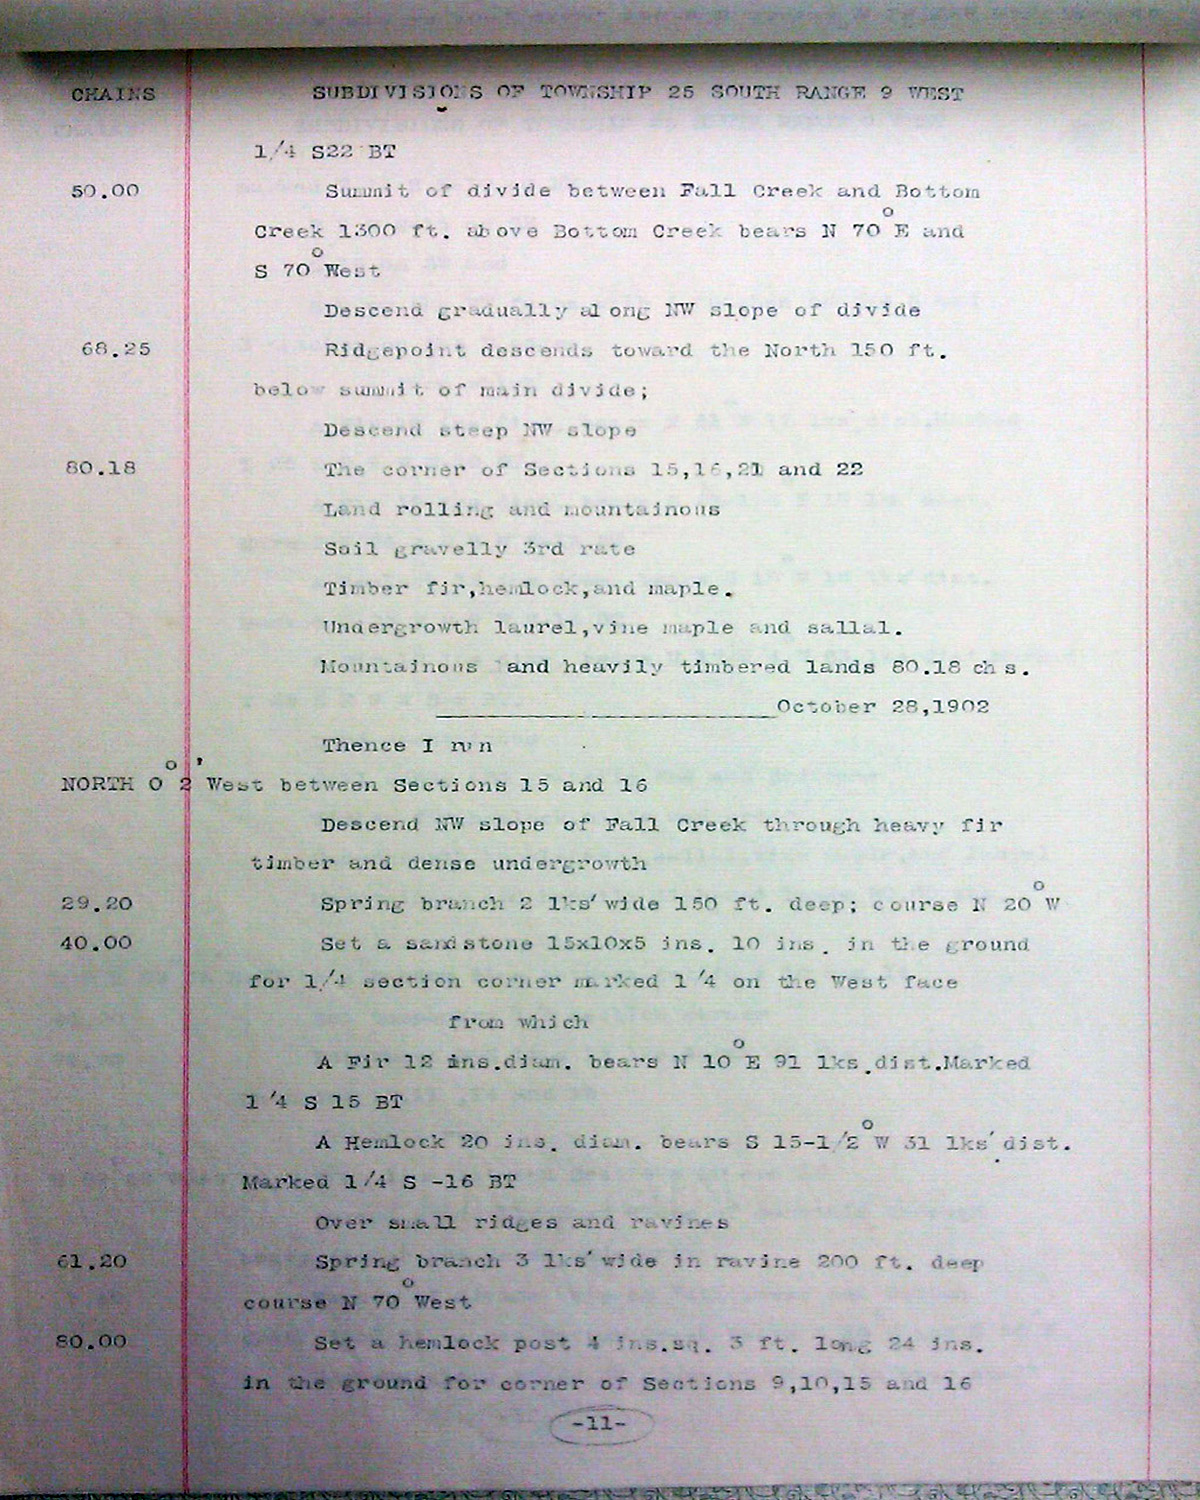 CHAINS SUBDIVISIONS OF TOWNSHIP 25 SOUTH RANGE 9 WEST
1/4 S22 BT
50.00 Summit of divide between Fall Creek and Bottom
Creek 1300 ft. above Bottom Creek bears N 70° E and
S 70° West
Descend gradually along NW slope of divide
68.25 Ridgepoint descends toward the North 150 ft.
below summit of main divide;
Descend steep NW slope
80.18 The corner of Sections 15,16,21 and 22
Land rolling and mountainous
Soil gravelly 3rd rate
Timber fir,hemlock,and maple.
Undergrowth laurel,vine maple and sallal.
Mountainous and heavily timbered lands 80.18 chs.
October 28,1902
Thence I run
NORTH 0° 2' West between Sections 15 and 16
Descend NW slope of Fall Creek through heavy fir
timber and dense undergrowth
29.20 Spring branch 2 lks' wide 150 ft. deep; course N 20° W
40.00 Set a sandstone 15x10x5 ins. 10 ins. in the ground
for 1/4 section corner marked 1/4 on the West face
from which
A Fir 12 ins.diam. bears N 10° E 91 lks.dist.Marked
1/4 S 15 BT
A Hemlock 20 ins. diam. bears S 15-1/2° W 31 lks' dist.
Marked 1/4 S -16 BT
Over small ridges and ravines
61.20 Spring branch 3 lks' wide in ravine 200 ft. deep
course N 70° West
80.00 Set a hemlock post 4 ins.sq. 3 ft. long 24 ins.
in the ground for corner of Sections 9,10,15 and 16
-11-